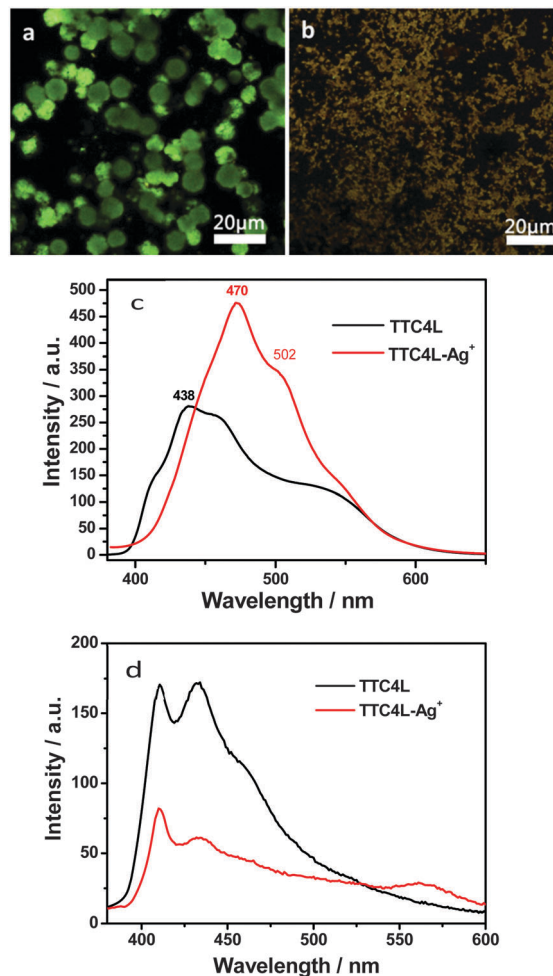 a
20μm
b
20μm
c
Intensity / a.u.
500
450
400
350
300
250
200
150
100
50
0
470
502
438
TTC4L
TTC4L-Ag⁺
400
500
600
Wavelength / nm
d
Intensity / a.u.
200
150
100
50
0
TTC4L
TTC4L-Ag⁺
400
450
500
550
600
Wavelength / nm